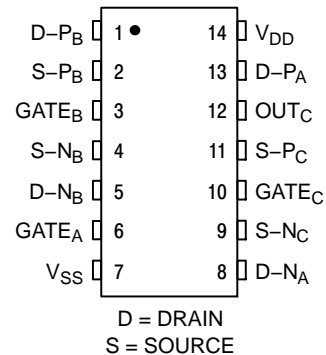 D-P_B 1 14 V_DD
S-P_B 2 13 D-P_A
GATE_B 3 12 OUT_C
S-N_B 4 11 S-P_C
D-N_B 5 10 GATE_C
GATE_A 6 9 S-N_C
V_SS 7 8 D-N_A
D = DRAIN
S = SOURCE